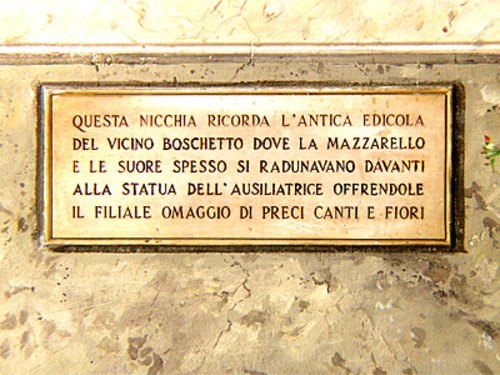 QUESTA NICCHIA RICORDA L'ANTICA EDICOLA
DEL VICINO BOSCHETTO DOVE LA MAZZARELLO
E LE SUORE SPESSO SI RADUNAVANO DAVANTI
ALLA STATUA DELL'AUSILIATRICE OFFRENDOLE
IL FILIALE OMAGGIO DI PRECI CANTI E FIORI